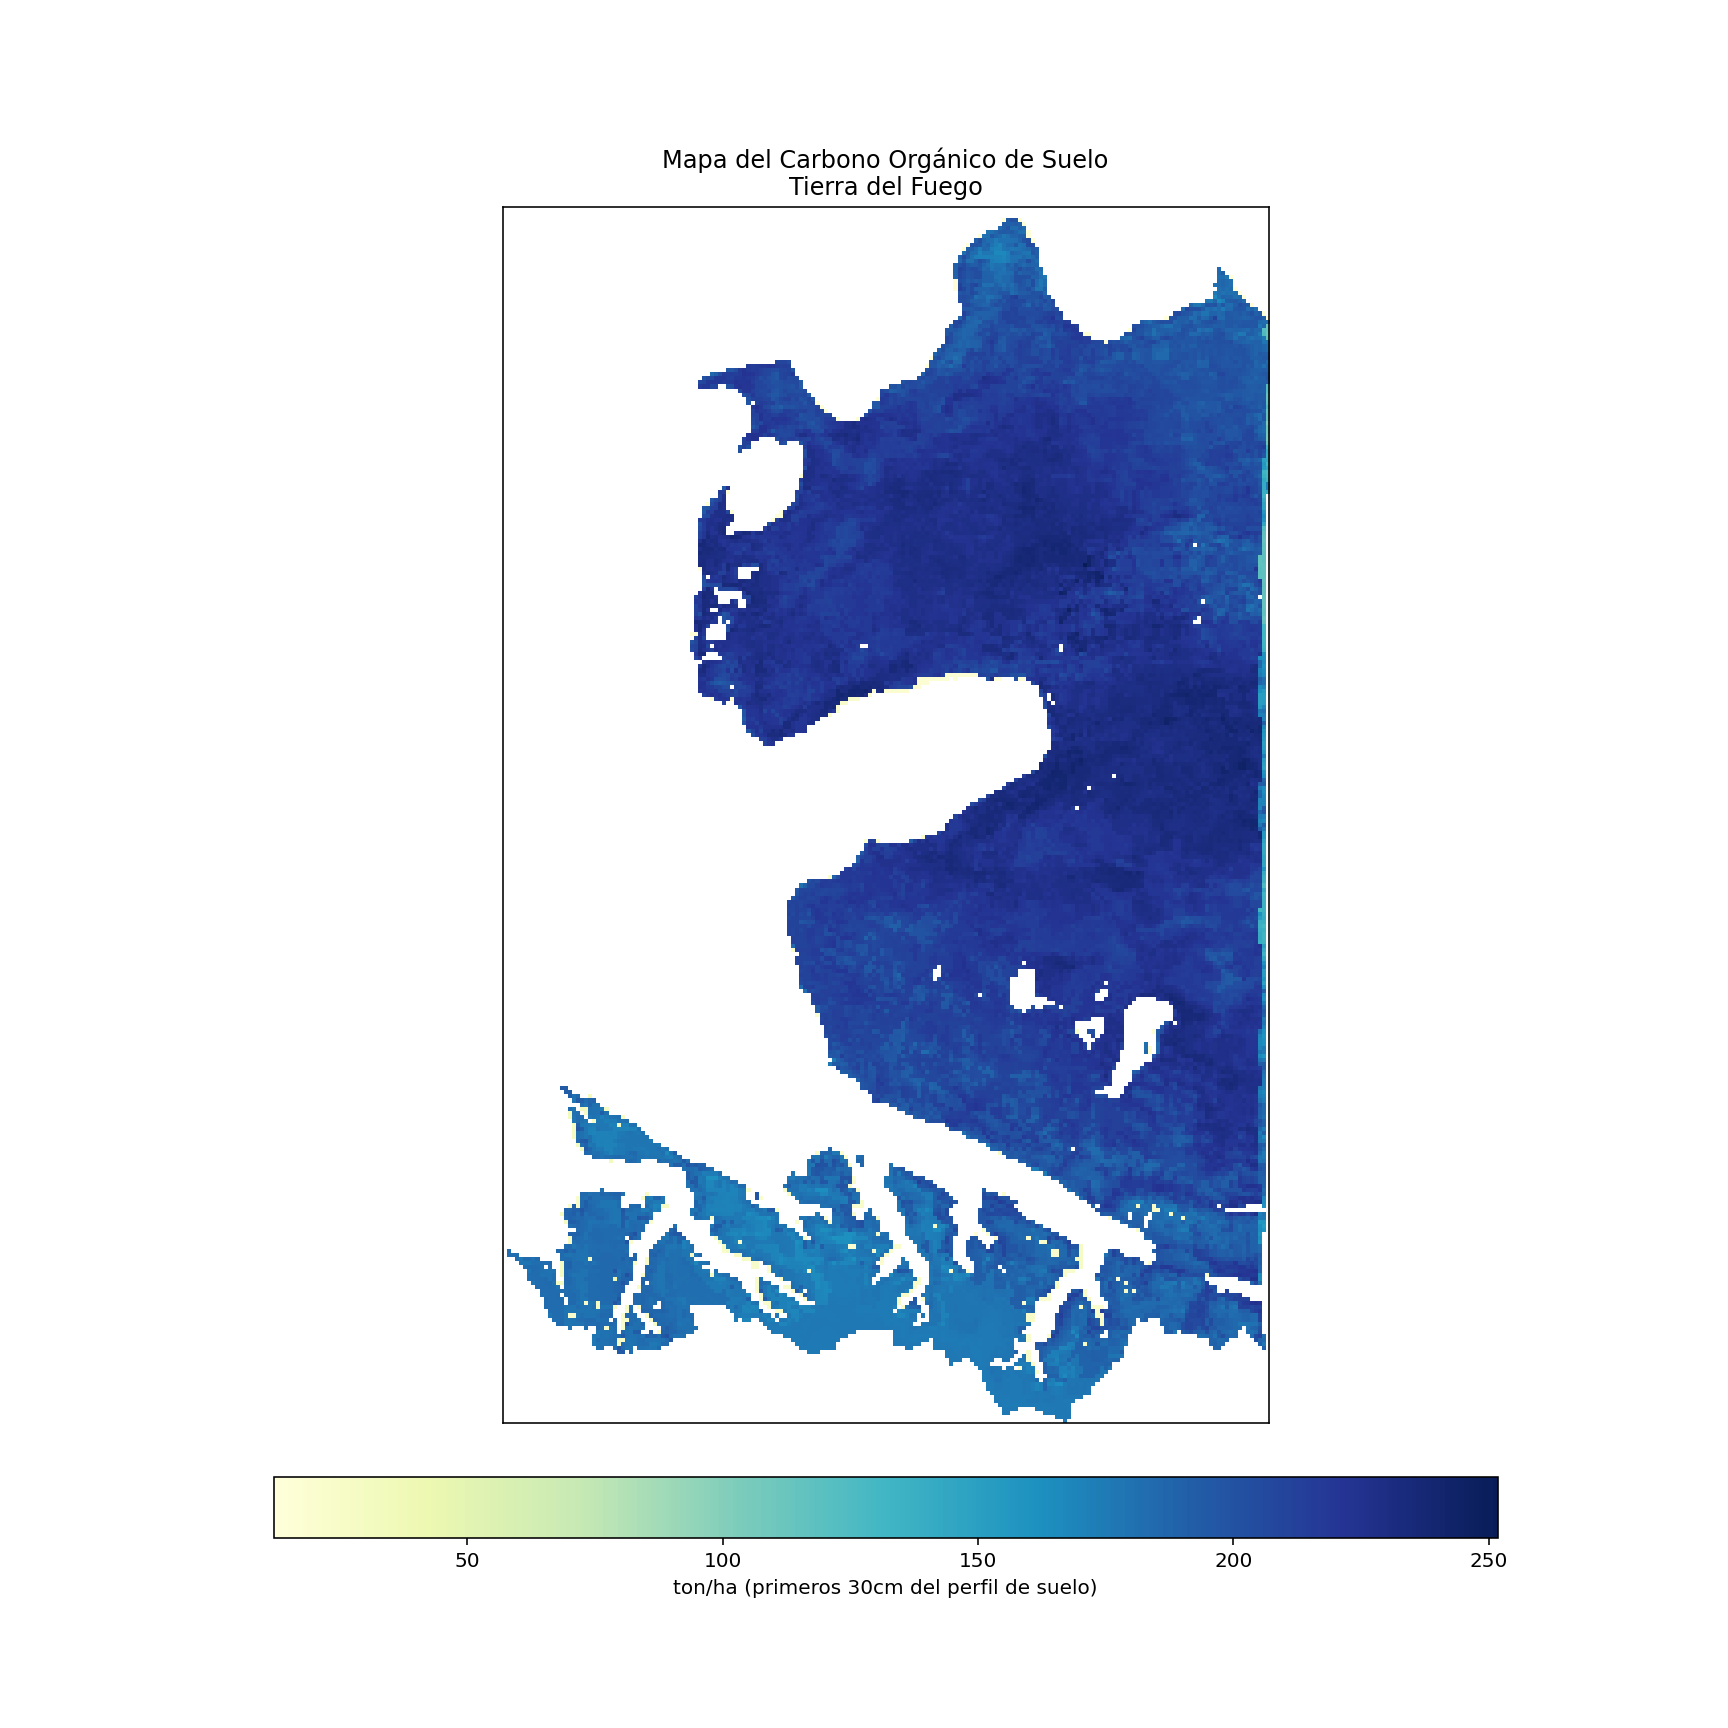 Mapa del Carbono Orgánico de Suelo
Tierra del Fuego
50 100 150 200 250
ton/ha (primeros 30cm del perfil de suelo)